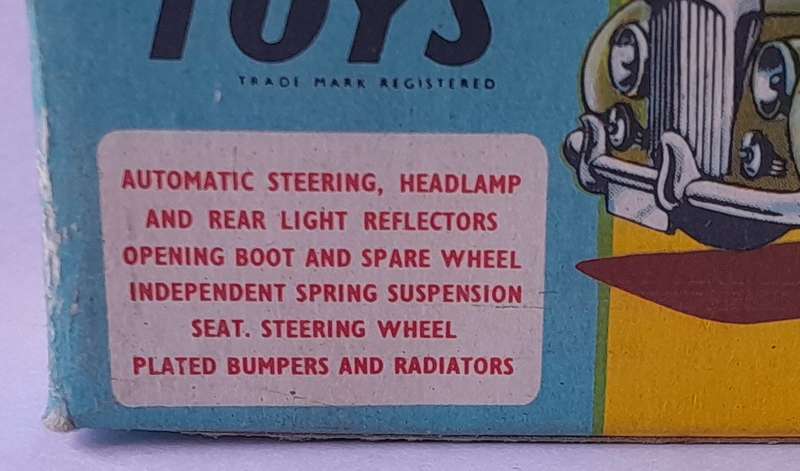 TOYS
TRADE MARK REGISTERED
AUTOMATIC STEERING, HEADLAMP
AND REAR LIGHT REFLECTORS
OPENING BOOT AND SPARE WHEEL
INDEPENDENT SPRING SUSPENSION
SEAT. STEERING WHEEL
PLATED BUMPERS AND RADIATORS